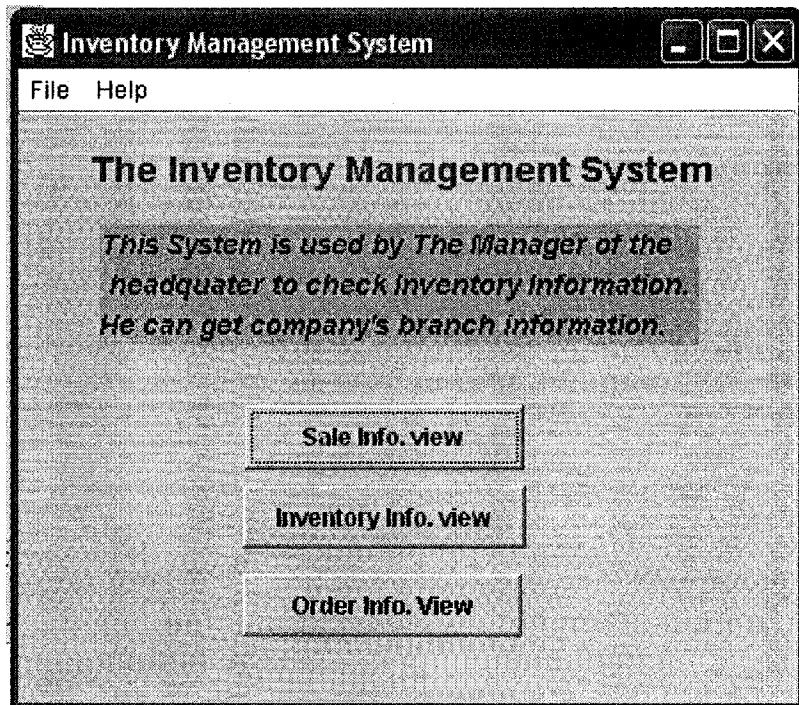 Inventory Management System
File Help
The Inventory Management System
This System is used by The Manager of the
headquater to check Inventory Information.
He can get company's branch information.
Sale Info. view
Inventory Info. view
Order Info. View